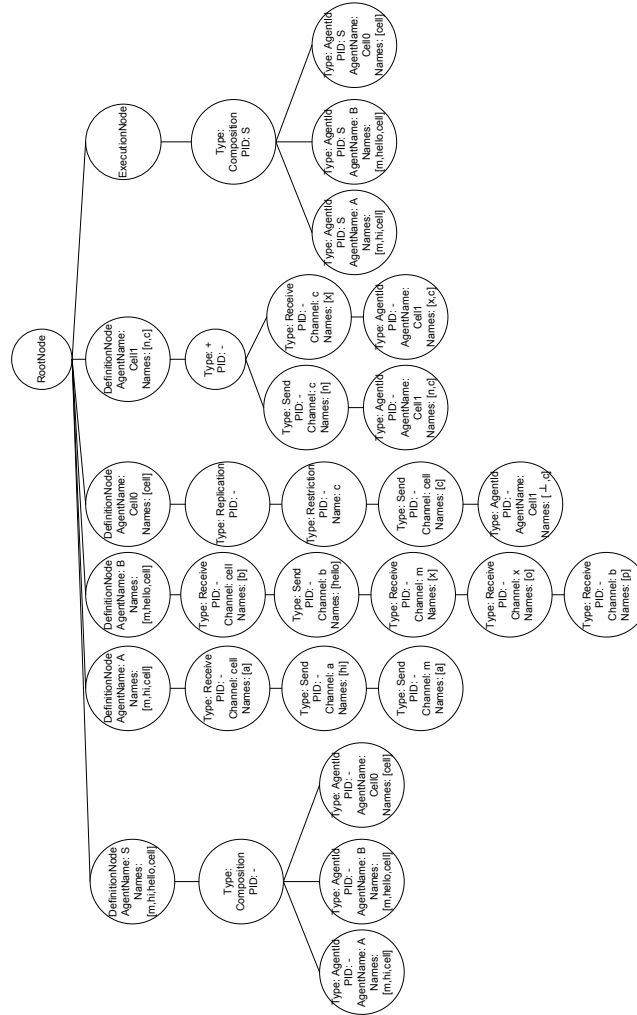 RootNode
DefinitionNode
AgentName: S
Names:
[m,hi,hello,cell]
Type:
Composition
PID: -
Type: AgentId
PID: -
AgentName: A
Names:
[m,hi,cell]
Type: AgentId
PID: -
AgentName: B
Names:
[m,hello,cell]
Type: AgentId
PID: -
AgentName:
Cell0
Names: [cell]
DefinitionNode
AgentName: A
Names:
[m,hi,cell]
Type: Receive
PID: -
Channel: cell
Names: [a]
Type: Send
PID: -
Channel: a
Names: [hi]
Type: Send
PID: -
Channel: m
Names: [a]
DefinitionNode
AgentName: B
Names:
[m,hello,cell]
Type: Receive
PID: -
Channel: cell
Names: [b]
Type: Send
PID: -
Channel: b
Names: [hello]
Type: Receive
PID: -
Channel: m
Names: [x]
Type: Receive
PID: -
Channel: x
Names: [o]
Type: Receive
PID: -
Channel: b
Names: [p]
DefinitionNode
AgentName:
Cell0
Names: [cell]
Type: Replication
PID: -
Type: Restriction
PID: -
Name: c
Type: Send
PID: -
Channel: cell
Names: [c]
Type: AgentId
PID: -
AgentName:
Cell1
Names: [ ⊥,c]
DefinitionNode
AgentName:
Cell1
Names: [n,c]
Type: +
PID: -
Type: Send
PID: -
Channel: c
Names: [n]
Type: AgentId
PID: -
AgentName:
Cell1
Names: [n,c]
Type: Receive
PID: -
Channel: c
Names: [x]
Type: AgentId
PID: -
AgentName:
Cell1
Names: [x,c]
ExecutionNode
Type:
Composition
PID: S
Type: AgentId
PID: S
AgentName: A
Names:
[m,hi,cell]
Type: AgentId
PID: S
AgentName: B
Names:
[m,hello,cell]
Type: AgentId
PID: S
AgentName:
Cell0
Names: [cell]